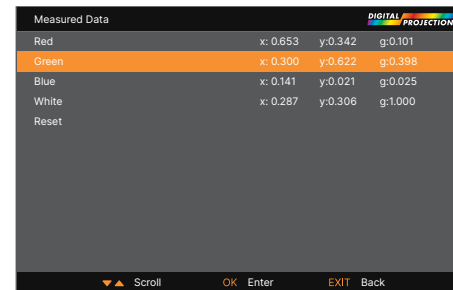 Measured Data DIGITAL PROJECTION
Red x: 0.653 y:0.342 g:0.101
Green x: 0.300 y:0.622 g:0.398
Blue x: 0.141 y:0.021 g:0.025
White x: 0.287 y:0.306 g:1.000
Reset
Scroll OK Enter EXIT Back